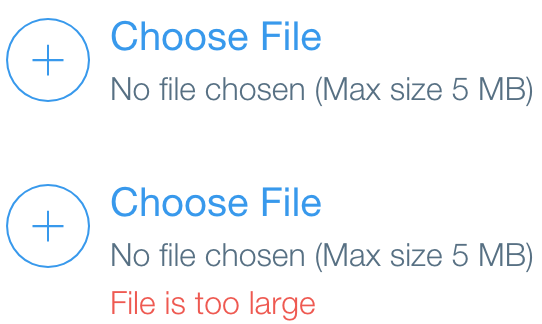 Choose File
No file chosen (Max size 5 MB)
Choose File
No file chosen (Max size 5 MB)
File is too large